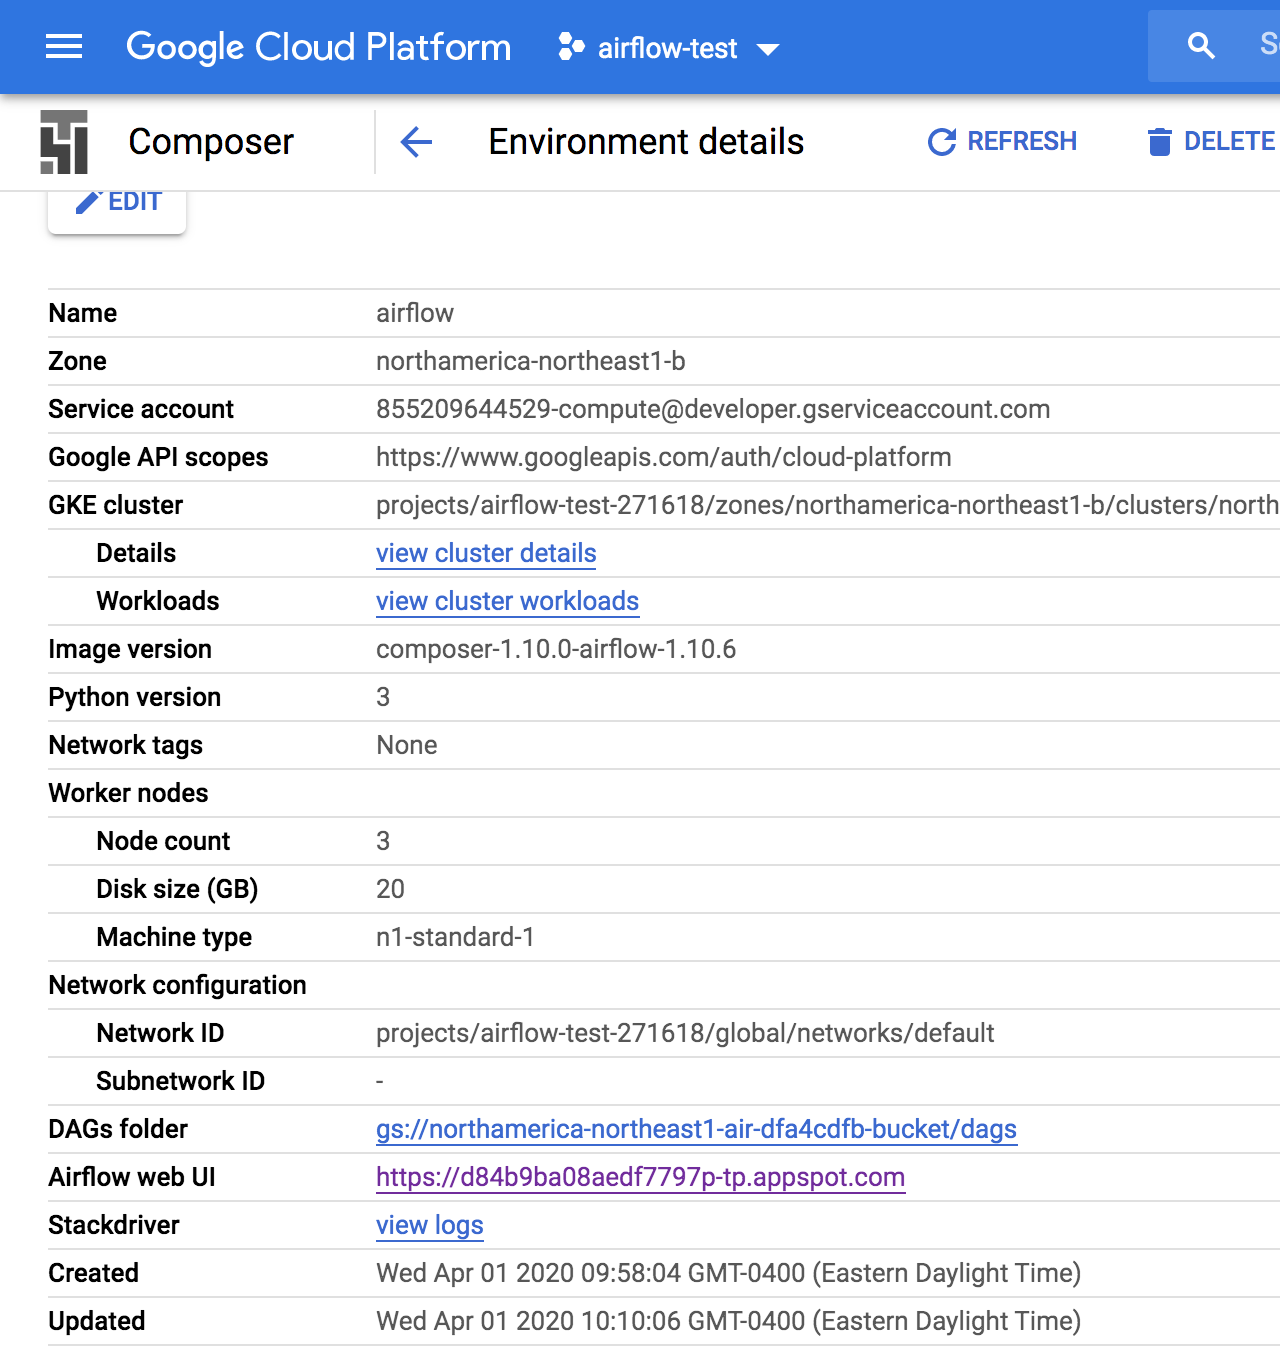 Google Cloud Platform airflow-test
Composer Environment details REFRESH DELETE
EDIT
Name airflow
Zone northamerica-northeast1-b
Service account 855209644529-compute@developer.gserviceaccount.com
Google API scopes https://www.googleapis.com/auth/cloud-platform
GKE cluster projects/airflow-test-271618/zones/northamerica-northeast1-b/clusters/north
Details view cluster details
Workloads view cluster workloads
Image version composer-1.10.0-airflow-1.10.6
Python version 3
Network tags None
Worker nodes
Node count 3
Disk size (GB) 20
Machine type n1-standard-1
Network configuration
Network ID projects/airflow-test-271618/global/networks/default
Subnetwork ID -
DAGs folder gs://northamerica-northeast1-air-dfa4cdfb-bucket/dags
Airflow web UI https://d84b9ba08aedf7797p-tp.appspot.com
Stackdriver view logs
Created Wed Apr 01 2020 09:58:04 GMT-0400 (Eastern Daylight Time)
Updated Wed Apr 01 2020 10:10:06 GMT-0400 (Eastern Daylight Time)